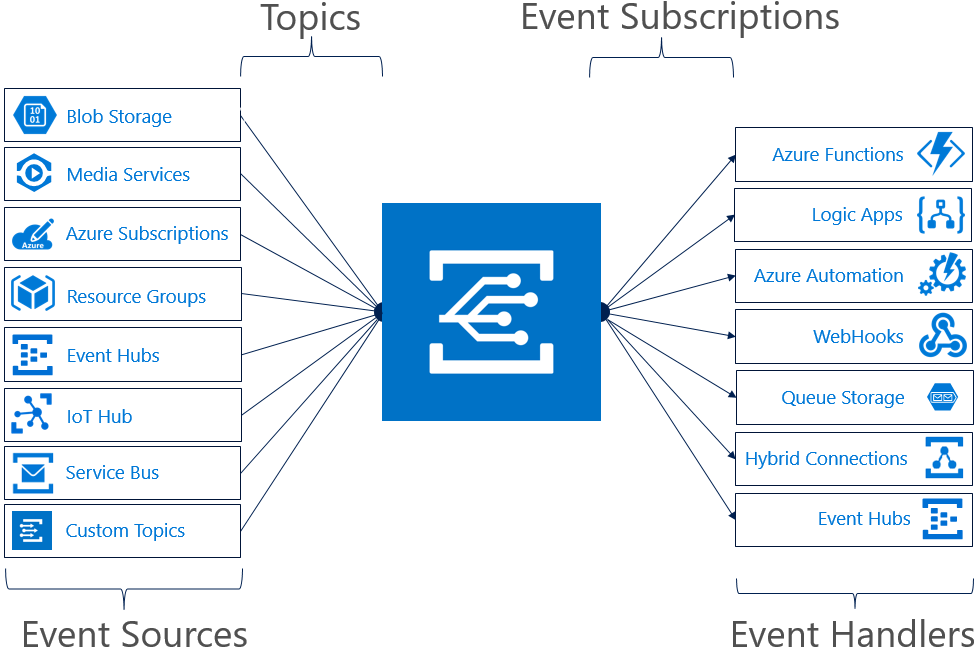 Topics
Event Subscriptions
10
01
Blob Storage
Media Services
Azure
Azure Subscriptions
Resource Groups
Event Hubs
IoT Hub
Service Bus
Custom Topics
Event Sources
Azure Functions
Logic Apps
Azure Automation
WebHooks
Queue Storage
Hybrid Connections
Event Hubs
Event Handlers